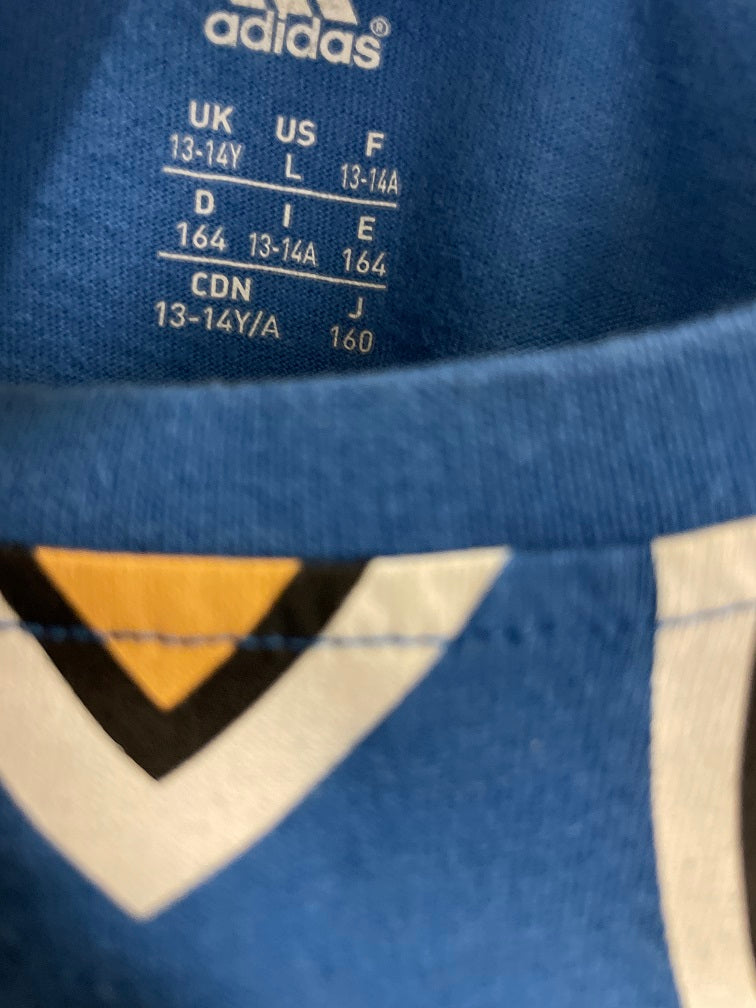 adidas®
UK US F
13-14Y L 13-14A
D I E
164 13-14A 164
CDN J
13-14Y/A 160